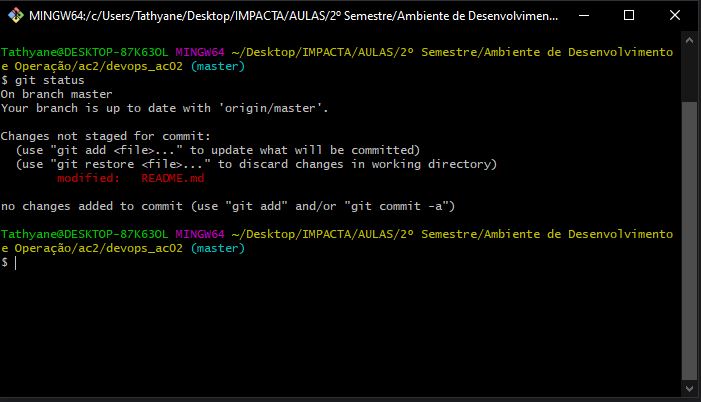 MINGW64:/c/Users/Tathyane/Desktop/IMPACTA/AULAS/2º Semestre/Ambiente de Desenvolvimen...
Tathyane@DESKTOP-87K63OL MINGW64 ~/Desktop/IMPACTA/AULAS/2º Semestre/Ambiente de Desenvolvimento
e Operação/ac2/devops_ac02 (master)
$ git status
On branch master
Your branch is up to date with 'origin/master'.
Changes not staged for commit:
  (use "git add <file>..." to update what will be committed)
  (use "git restore <file>..." to discard changes in working directory)
        modified:   README.md
no changes added to commit (use "git add" and/or "git commit -a")
Tathyane@DESKTOP-87K63OL MINGW64 ~/Desktop/IMPACTA/AULAS/2º Semestre/Ambiente de Desenvolvimento
e Operação/ac2/devops_ac02 (master)
$